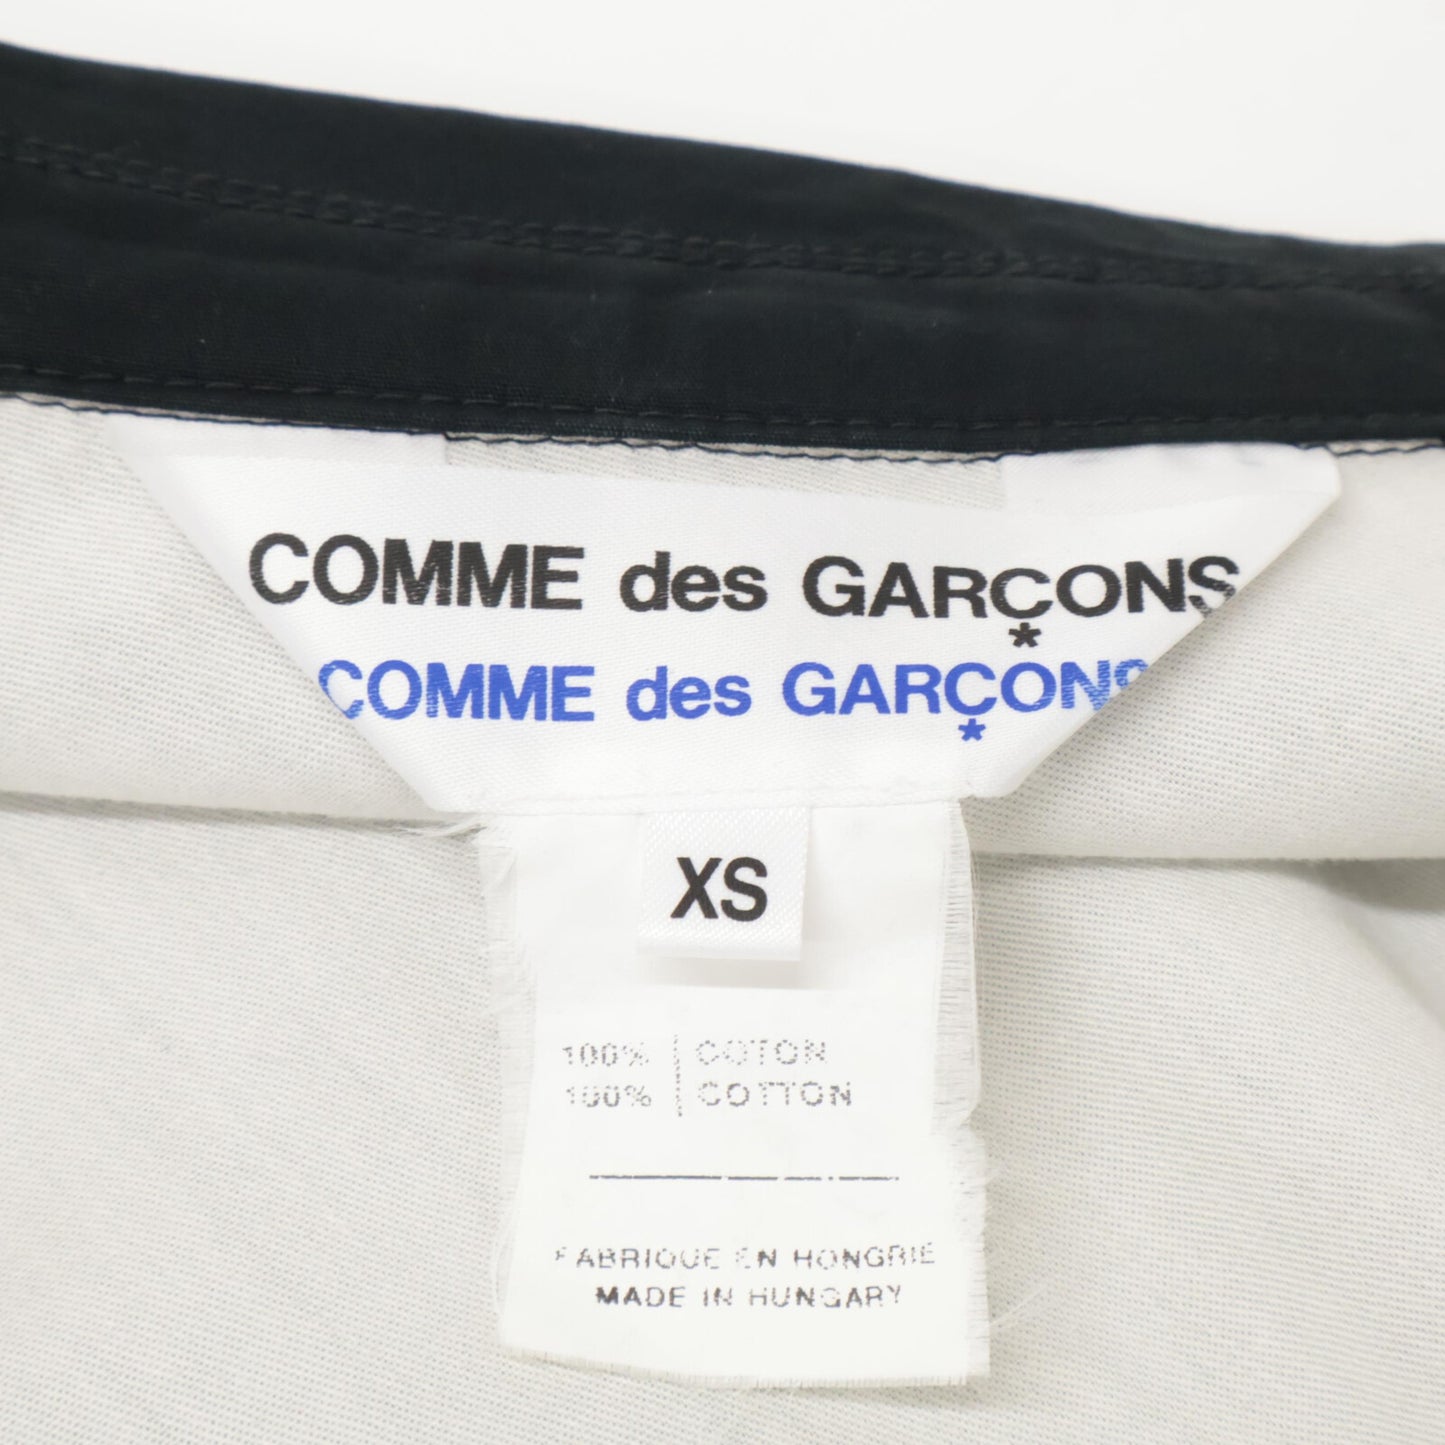 COMME des GARÇONS
COMME des GARÇONS
XS
100% | COTON
100% | COTTON
FABRIQUE EN HONGRIE
MADE IN HUNGARY